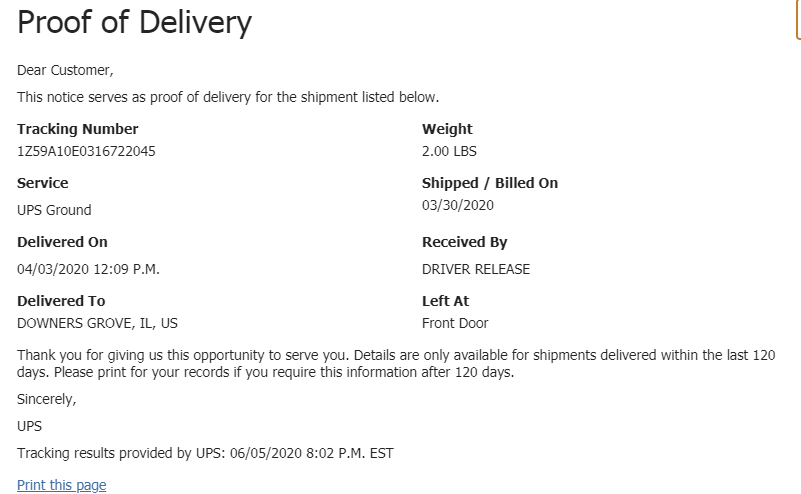 Proof of Delivery
Dear Customer,
This notice serves as proof of delivery for the shipment listed below.
Tracking Number
1Z59A10E0316722045
Weight
2.00 LBS
Service
UPS Ground
Shipped / Billed On
03/30/2020
Delivered On
04/03/2020 12:09 P.M.
Received By
DRIVER RELEASE
Delivered To
DOWNERS GROVE, IL, US
Left At
Front Door
Thank you for giving us this opportunity to serve you. Details are only available for shipments delivered within the last 120
days. Please print for your records if you require this information after 120 days.
Sincerely,
UPS
Tracking results provided by UPS: 06/05/2020 8:02 P.M. EST
Print this page